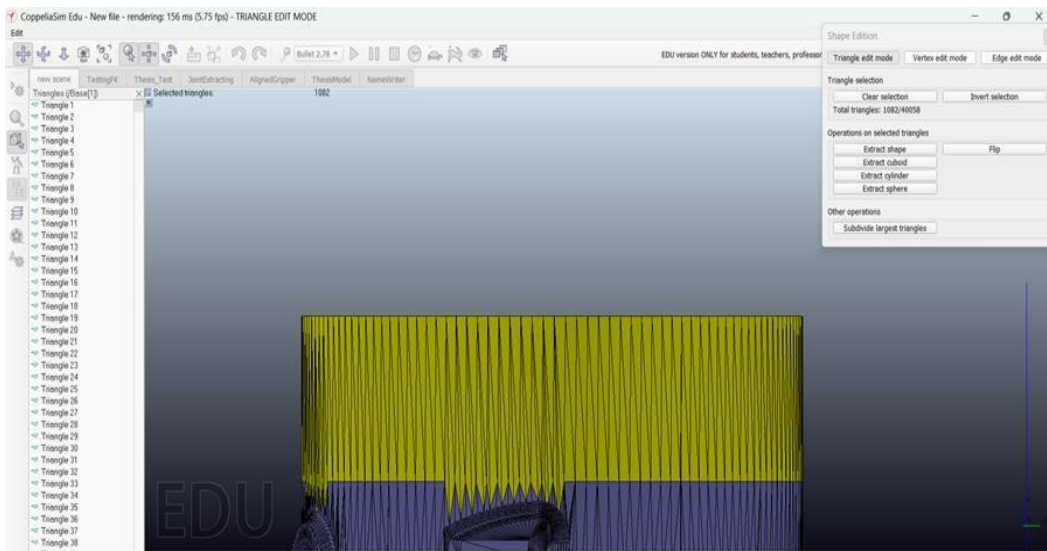 CoppeliaSim Edu - New file - rendering: 156 ms (5.75 fps) - TRIANGLE EDIT MODE
Edit
Bullet 2.78
EDU version ONLY for students, teachers, professor
new scene TestingFK Thesis_Test JointExtracting AlignedGripper ThesisModel NameWriter
Triangles (/Base[1])
Selected triangles: 1082
Triangle 1
Triangle 2
Triangle 3
Triangle 4
Triangle 5
Triangle 6
Triangle 7
Triangle 8
Triangle 9
Triangle 10
Triangle 11
Triangle 12
Triangle 13
Triangle 14
Triangle 15
Triangle 16
Triangle 17
Triangle 18
Triangle 19
Triangle 20
Triangle 21
Triangle 22
Triangle 23
Triangle 24
Triangle 25
Triangle 26
Triangle 27
Triangle 28
Triangle 29
Triangle 30
Triangle 31
Triangle 32
Triangle 33
Triangle 34
Triangle 35
Triangle 36
Triangle 37
Triangle 38
Shape Edition
Triangle edit mode Vertex edit mode Edge edit mode
Triangle selection
Clear selection Invert selection
Total triangles: 1082/40058
Operations on selected triangles
Extract shape Flip
Extract cuboid
Extract cylinder
Extract sphere
Other operations
Subdivide largest triangles
EDU